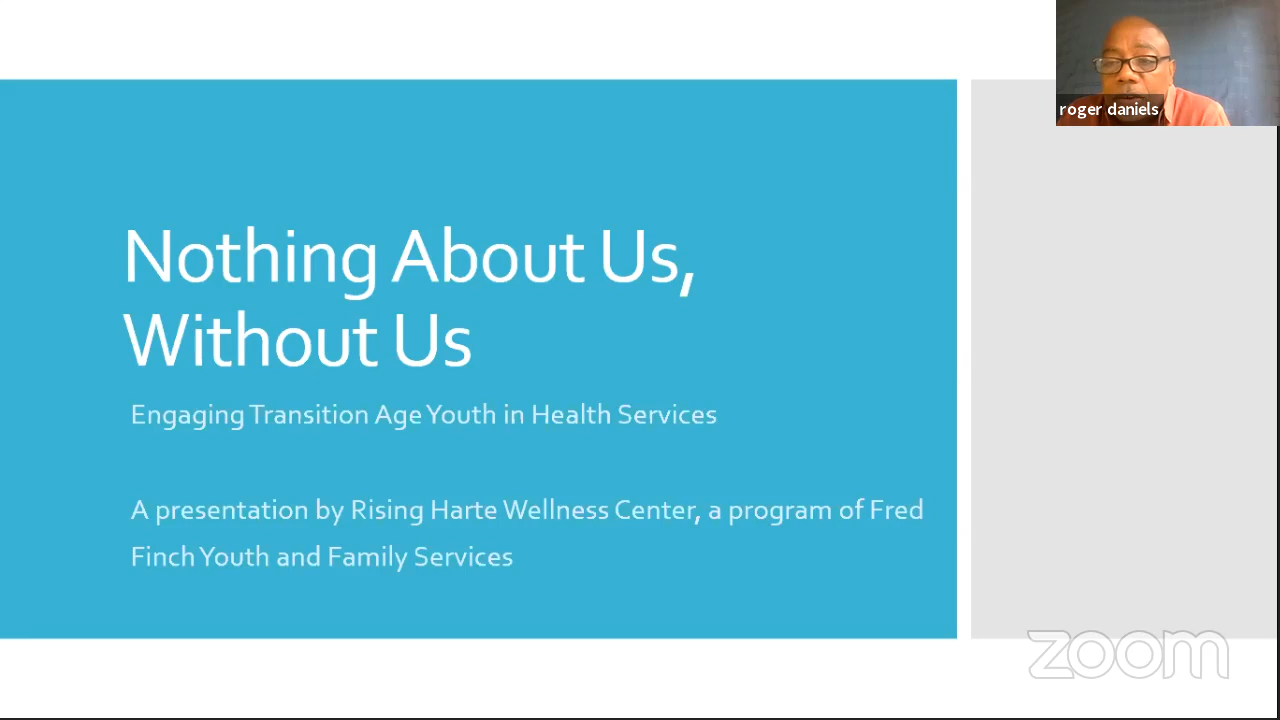 roger daniels
Nothing About Us,
Without Us
Engaging Transition Age Youth in Health Services
A presentation by Rising Harte Wellness Center, a program of Fred
Finch Youth and Family Services
zoom